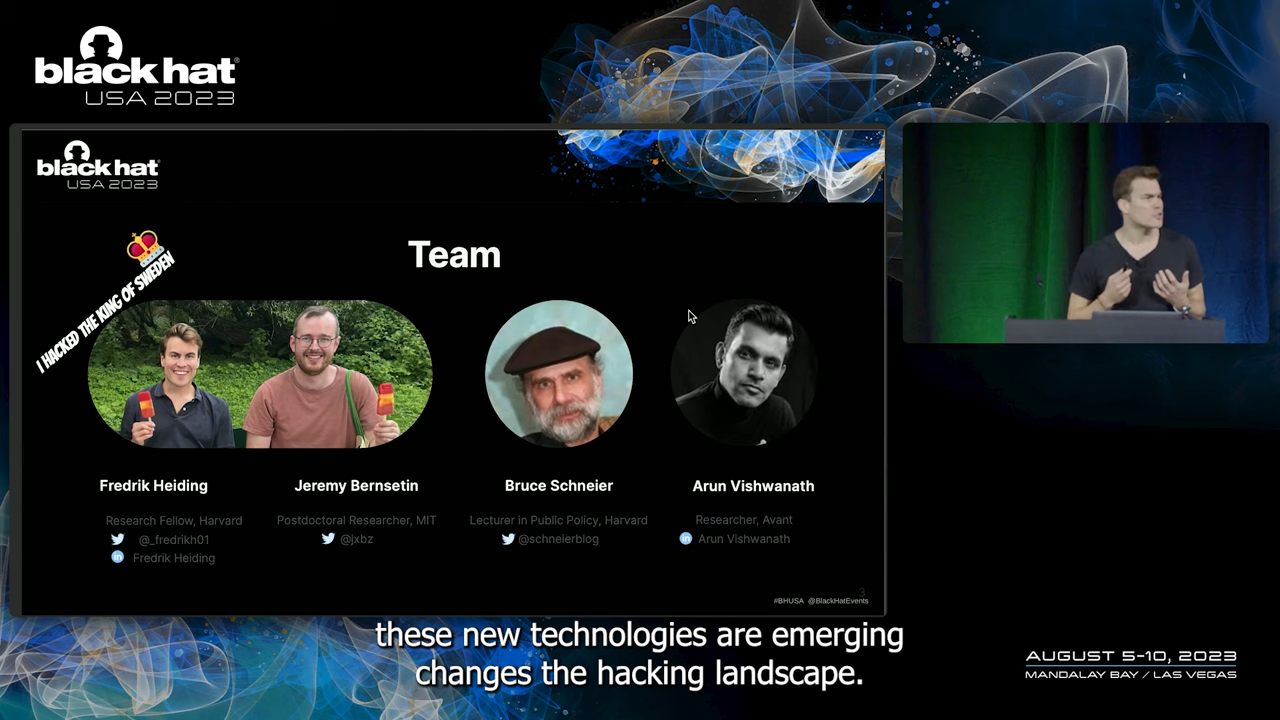 black hat
USA 2023
black hat
USA 2023
I HACKED THE KING OF SWEDEN
Team
Fredrik Heiding
Research Fellow, Harvard
@_fredrikh01
Fredrik Heiding
Jeremy Bernsetin
Postdoctoral Researcher, MIT
@jxbz
Bruce Schneier
Lecturer in Public Policy, Harvard
@schneierblog
Arun Vishwanath
Researcher, Avant
in Arun Vishwanath
3
#BHUSA @BlackHatEvents
these new technologies are emerging
changes the hacking landscape.
AUGUST 5-10, 2023
MANDALAY BAY / LAS VEGAS